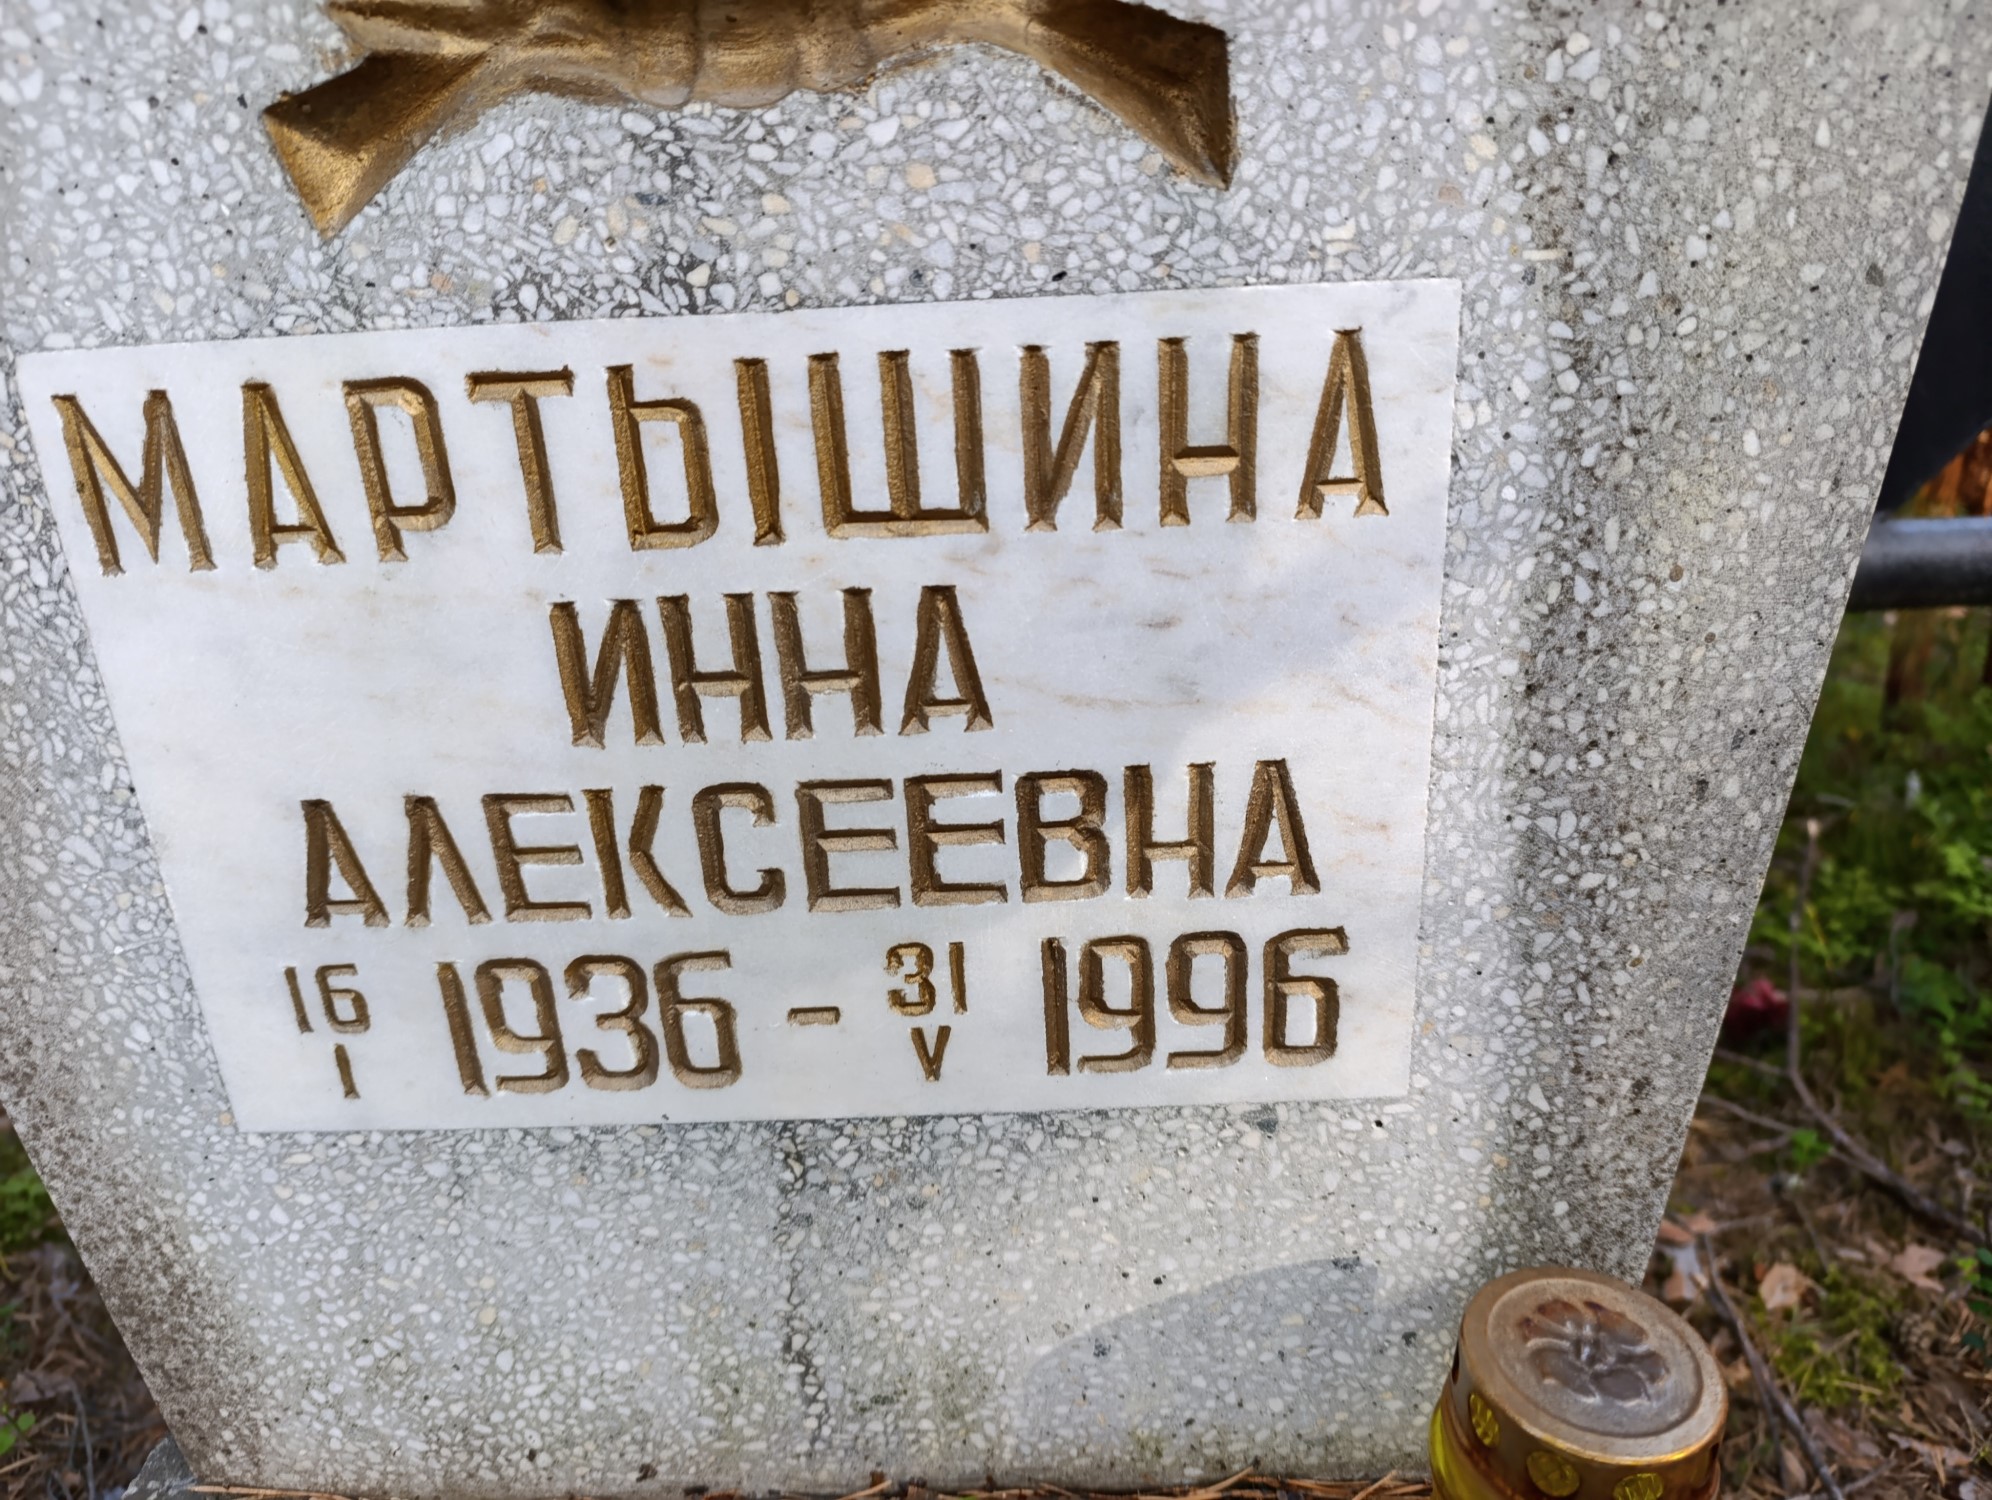 МАРТЫШИНА
ИННА
АЛЕКСЕЕВНА
16/I 1936 - 31/V 1996